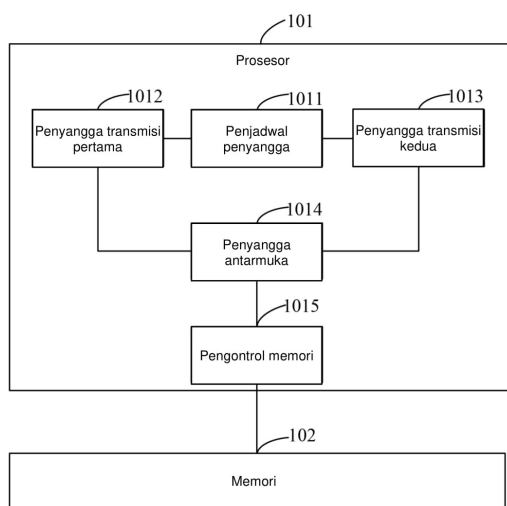 101
Prosesor
1012
1011
1013
Penyangga transmisi
pertama
Penjadwal
penyangga
Penyangga transmisi
kedua
1014
Penyangga
antarmuka
1015
Pengontrol memori
102
Memori